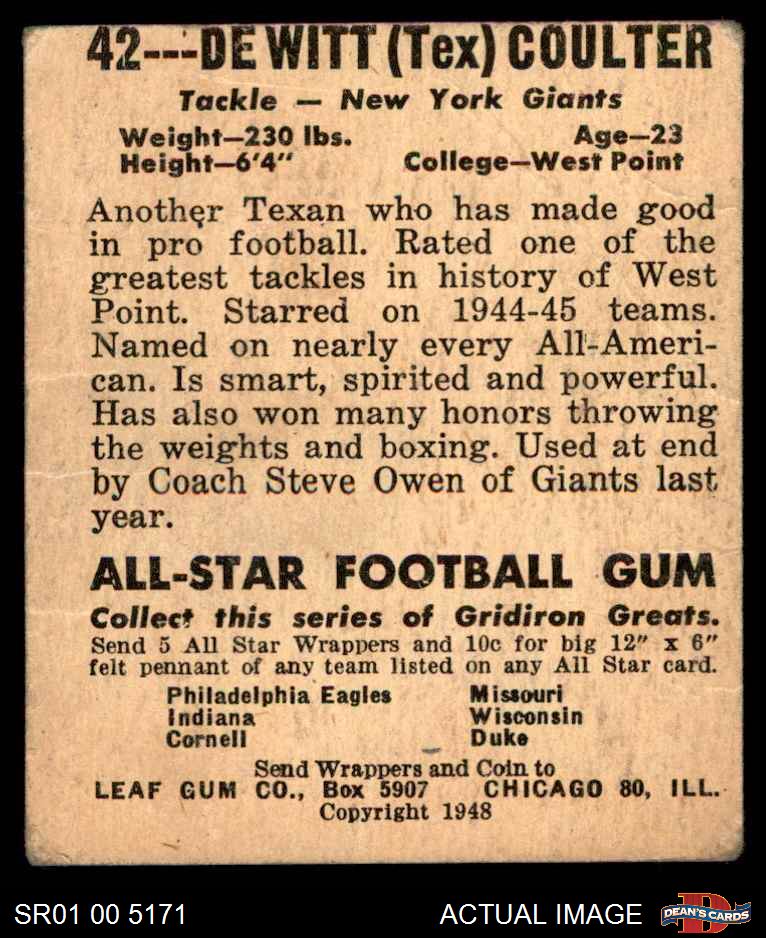 42---DE WITT (Tex) COULTER
Tackle — New York Giants
Weight—230 lbs. Age—23
Height—6'4" College—West Point
Another Texan who has made good
in pro football. Rated one of the
greatest tackles in history of West
Point. Starred on 1944-45 teams.
Named on nearly every All-Ameri-
can. Is smart, spirited and powerful.
Has also won many honors throwing
the weights and boxing. Used at end
by Coach Steve Owen of Giants last
year.
ALL-STAR FOOTBALL GUM
Collect this series of Gridiron Greats.
Send 5 All Star Wrappers and 10c for big 12" x 6"
felt pennant of any team listed on any All Star card.
Philadelphia Eagles Missouri
Indiana Wisconsin
Cornell Duke
Send Wrappers and Coin to
LEAF GUM CO., Box 5907 CHICAGO 80, ILL.
Copyright 1948
SR01 00 5171 ACTUAL IMAGE D DEAN'S CARDS